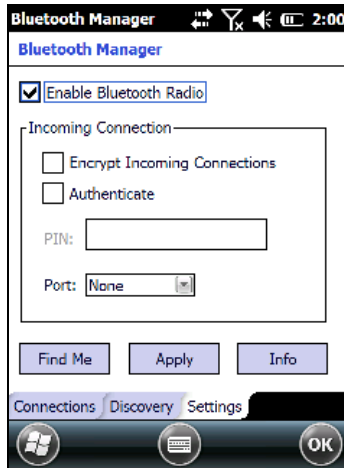 Bluetooth Manager 2:00
Bluetooth Manager
Enable Bluetooth Radio
Incoming Connection
Encrypt Incoming Connections
Authenticate
PIN:
Port: None
Find Me Apply Info
Connections Discovery Settings
OK